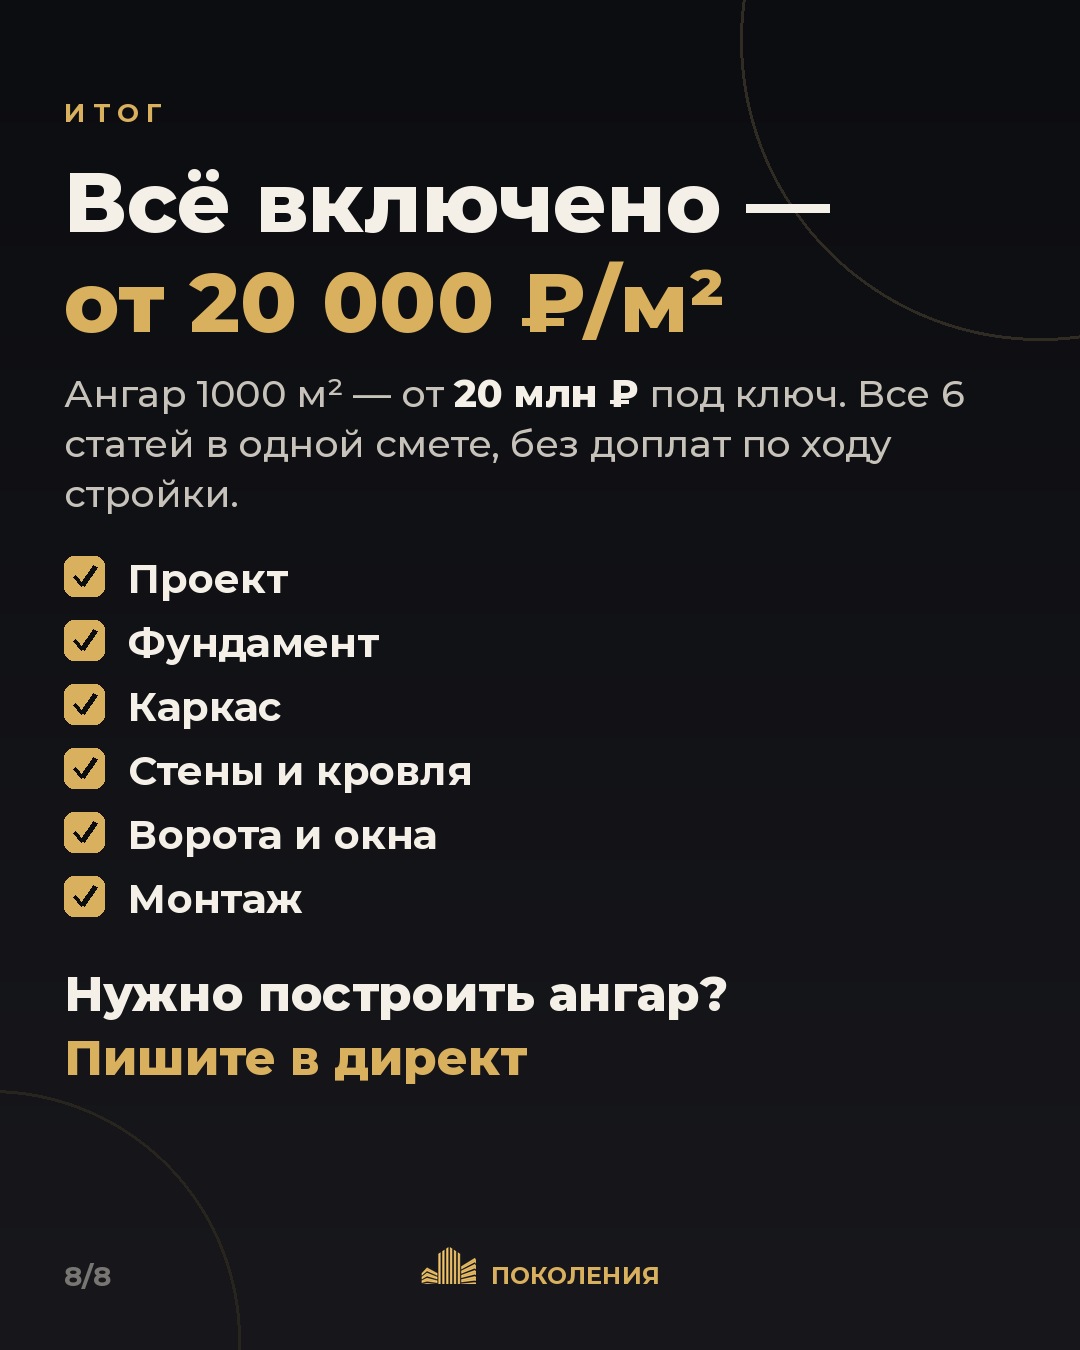 ИТОГ
Всё включено —
от 20 000 ₽/м²
Ангар 1000 м² — от 20 млн ₽ под ключ. Все 6
статей в одной смете, без доплат по ходу
стройки.
Проект
Фундамент
Каркас
Стены и кровля
Ворота и окна
Монтаж
Нужно построить ангар?
Пишите в директ
8/8
ПОКОЛЕНИЯ